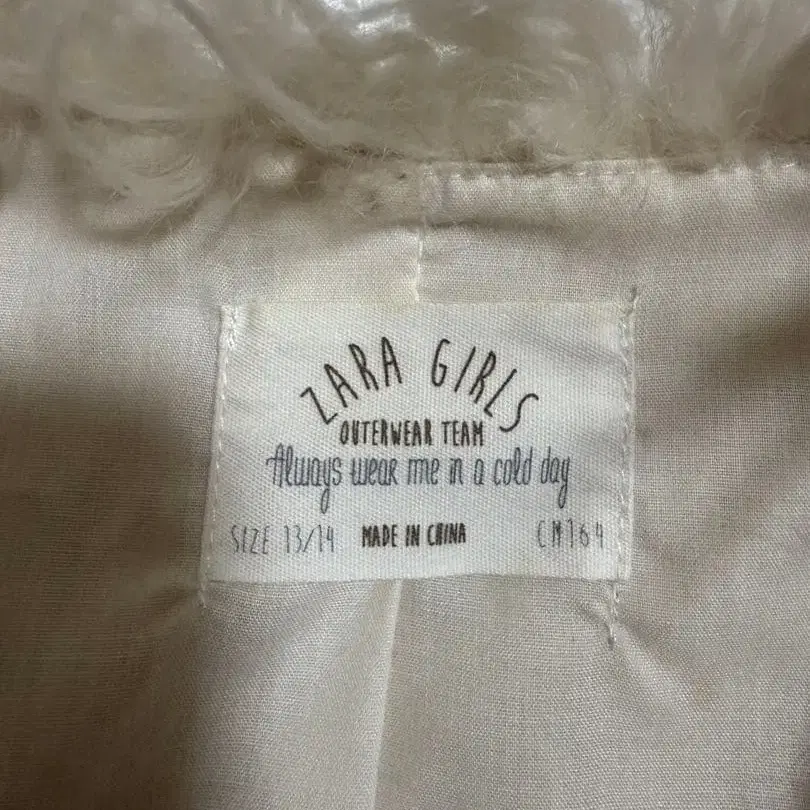 ZARA GIRLS
OUTERWEAR TEAM
Always wear me in a cold day
SIZE 13/14 MADE IN CHINA CM164